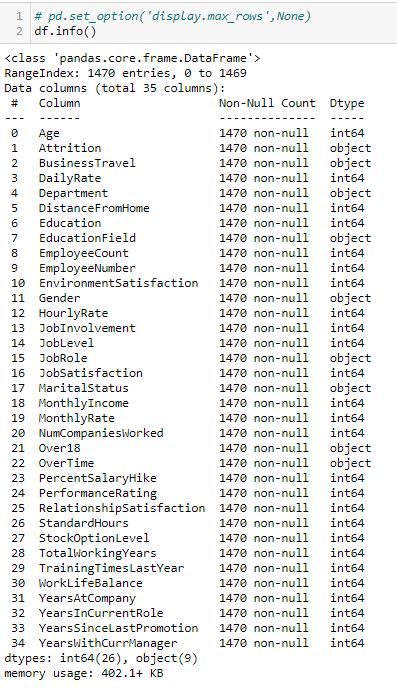 1 # pd.set_option('display.max_rows',None)
2 df.info()
<class 'pandas.core.frame.DataFrame'>
RangeIndex: 1470 entries, 0 to 1469
Data columns (total 35 columns):
 #   Column                    Non-Null Count  Dtype
---  ------                    --------------  -----
 0   Age                       1470 non-null   int64
 1   Attrition                 1470 non-null   object
 2   BusinessTravel            1470 non-null   object
 3   DailyRate                 1470 non-null   int64
 4   Department                1470 non-null   object
 5   DistanceFromHome          1470 non-null   int64
 6   Education                 1470 non-null   int64
 7   EducationField            1470 non-null   object
 8   EmployeeCount             1470 non-null   int64
 9   EmployeeNumber            1470 non-null   int64
 10  EnvironmentSatisfaction   1470 non-null   int64
 11  Gender                    1470 non-null   object
 12  HourlyRate                1470 non-null   int64
 13  JobInvolvement            1470 non-null   int64
 14  JobLevel                  1470 non-null   int64
 15  JobRole                   1470 non-null   object
 16  JobSatisfaction           1470 non-null   int64
 17  MaritalStatus             1470 non-null   object
 18  MonthlyIncome             1470 non-null   int64
 19  MonthlyRate               1470 non-null   int64
 20  NumCompaniesWorked        1470 non-null   int64
 21  Over18                    1470 non-null   object
 22  OverTime                  1470 non-null   object
 23  PercentSalaryHike         1470 non-null   int64
 24  PerformanceRating         1470 non-null   int64
 25  RelationshipSatisfaction  1470 non-null   int64
 26  StandardHours             1470 non-null   int64
 27  StockOptionLevel          1470 non-null   int64
 28  TotalWorkingYears         1470 non-null   int64
 29  TrainingTimesLastYear     1470 non-null   int64
 30  WorkLifeBalance           1470 non-null   int64
 31  YearsAtCompany            1470 non-null   int64
 32  YearsInCurrentRole        1470 non-null   int64
 33  YearsSinceLastPromotion   1470 non-null   int64
 34  YearsWithCurrManager      1470 non-null   int64
dtypes: int64(26), object(9)
memory usage: 402.1+ KB